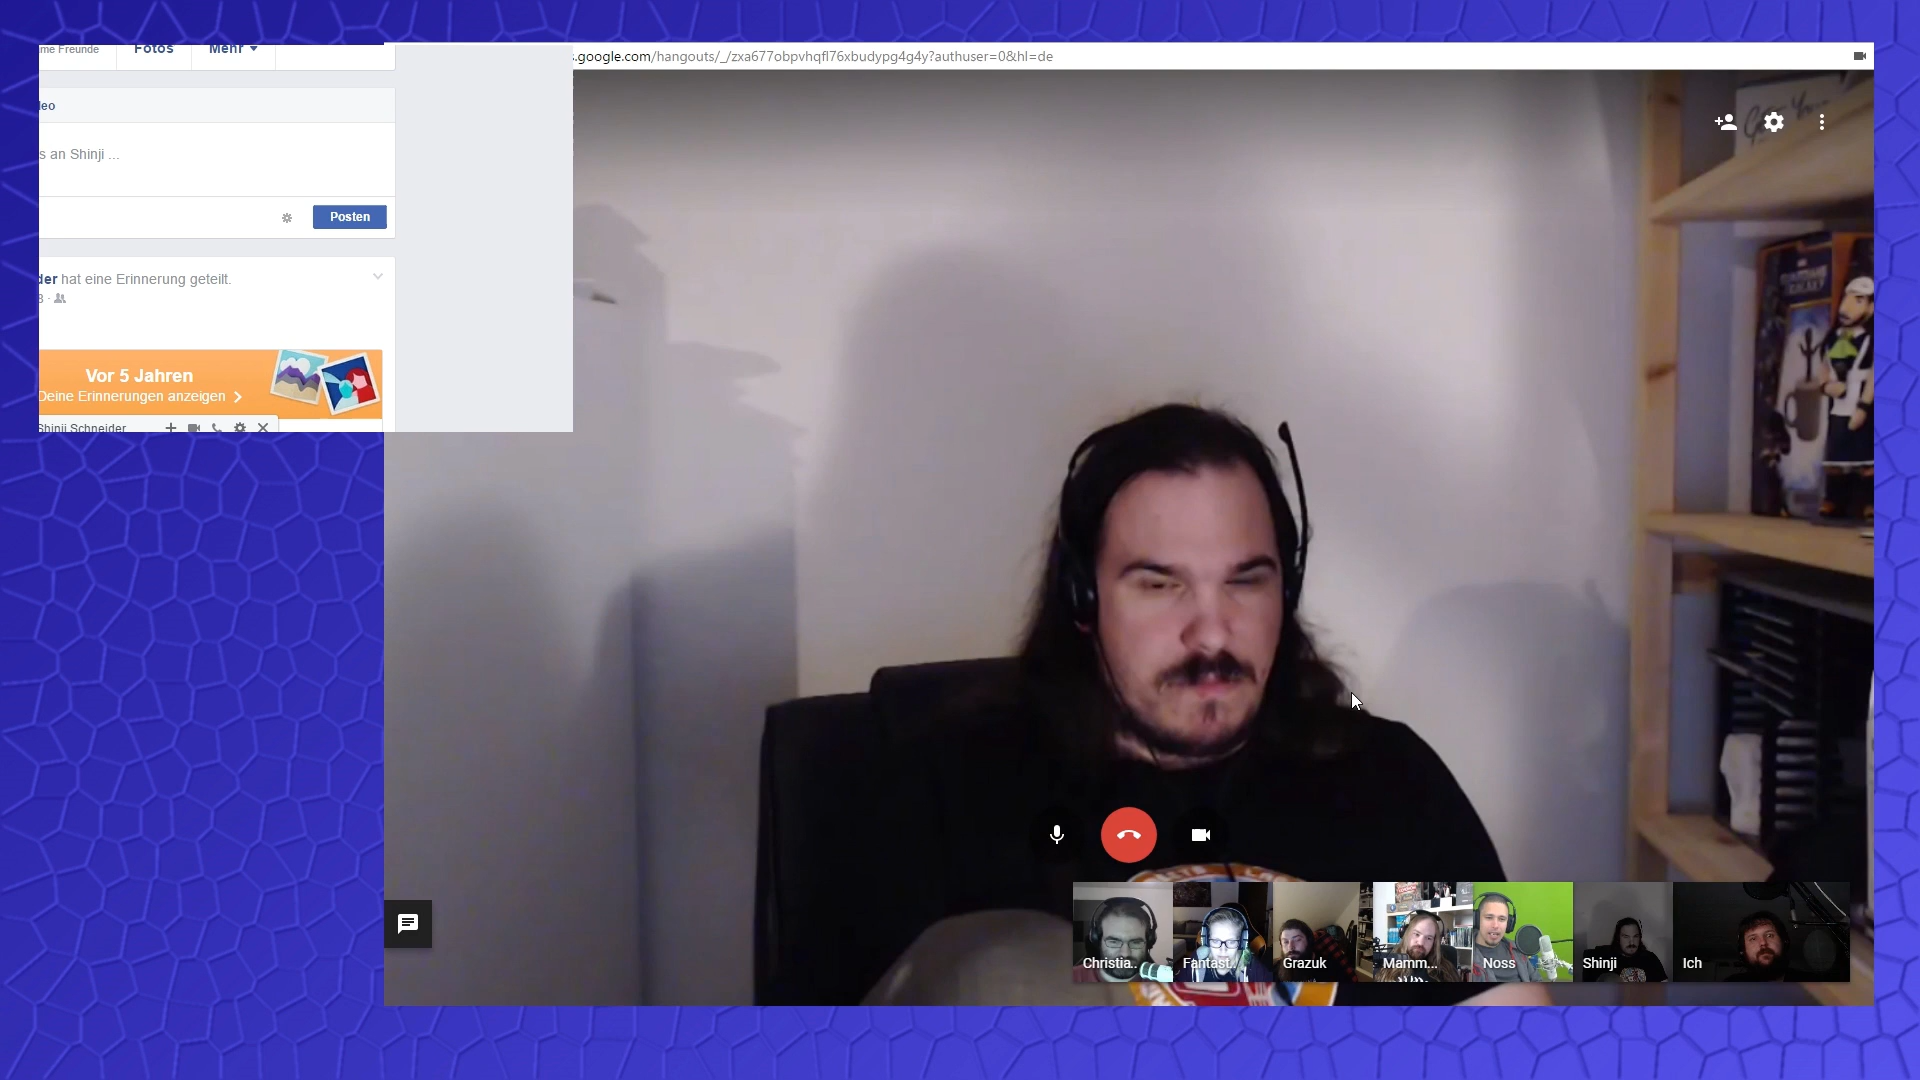 me Freunde
Fotos
Mehr
eo
s an Shinji ...
Posten
der hat eine Erinnerung geteilt.
Vor 5 Jahren
Deine Erinnerungen anzeigen
Shinji Schneider
.google.com/hangouts/_/zxa677obpvhqfl76xbudypg4g4y?authuser=0&hl=de
Christia..
Fantast..
Grazuk
Mamm...
Noss
Shinji
Ich